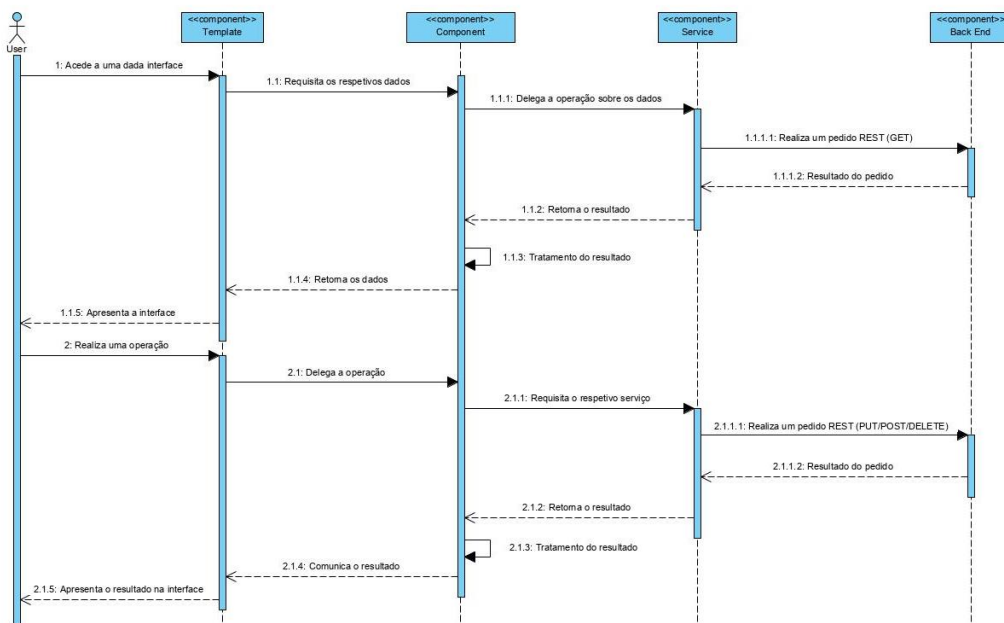 <<component>>
<<component>>
<<component>>
<<component>>
Template
Component
Service
Back End
User
1: Acede a uma dada interface
1.1: Requisita os respetivos dados
1.1.1: Delega a operação sobre os dados
1.1.1.1: Realiza um pedido REST (GET)
1.1.1.2: Resultado do pedido
1.1.2: Retorna o resultado
1.1.3: Tratamento do resultado
1.1.4: Retorna os dados
1.1.5: Apresenta a interface
2: Realiza uma operação
2.1: Delega a operação
2.1.1: Requisita o respetivo serviço
2.1.1.1: Realiza um pedido REST (PUT/POST/DELETE)
2.1.1.2: Resultado do pedido
2.1.2: Retorna o resultado
2.1.3: Tratamento do resultado
2.1.4: Comunica o resultado
2.1.5: Apresenta o resultado na interface